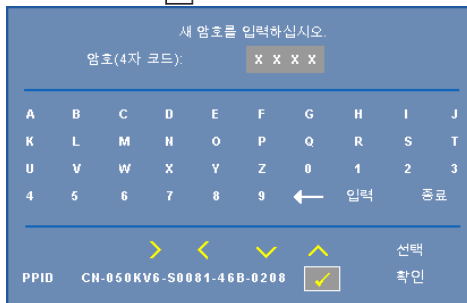 새 암호를 입력하십시오.
암호(4자 코드): X X X X
A B C D E F G H I J
K L M N O P Q R S T
U V W X Y Z 0 1 2 3
4 5 6 7 8 9 ← 입력 종료
> < ∨ ∧ 선택
PPID CN-050KV6-S0081-46B-0208 ✓ 확인